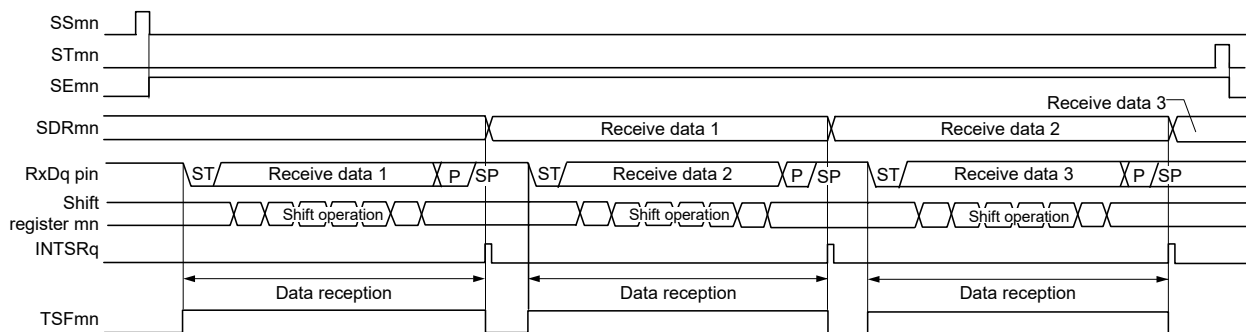 SSmn
STmn
SEmn
Receive data 3
SDRmn Receive data 1 Receive data 2
RxDq pin ST Receive data 1 P SP ST Receive data 2 P SP ST Receive data 3 P SP
Shift
register mn Shift operation Shift operation Shift operation
INTSRq
Data reception Data reception Data reception
TSFmn